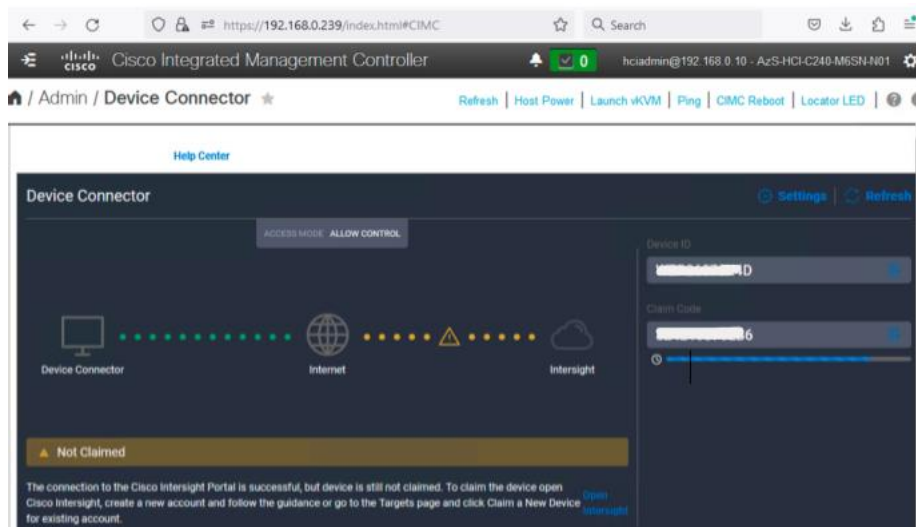 https://192.168.0.239/index.html#CIMC
Search
cisco Cisco Integrated Management Controller
0
hciadmin@192.168.0.10 - AzS-HCI-C240-M6SN-N01
/ Admin / Device Connector
Refresh | Host Power | Launch vKVM | Ping | CIMC Reboot | Locator LED |
Help Center
Device Connector
Settings | Refresh
ACCESS MODE ALLOW CONTROL
Device ID
D
Claim Code
6
Device Connector
Internet
Intersight
Not Claimed
The connection to the Cisco Intersight Portal is successful, but device is still not claimed. To claim the device open
Cisco Intersight, create a new account and follow the guidance or go to the Targets page and click Claim a New Device
for existing account.
Open
Intersight